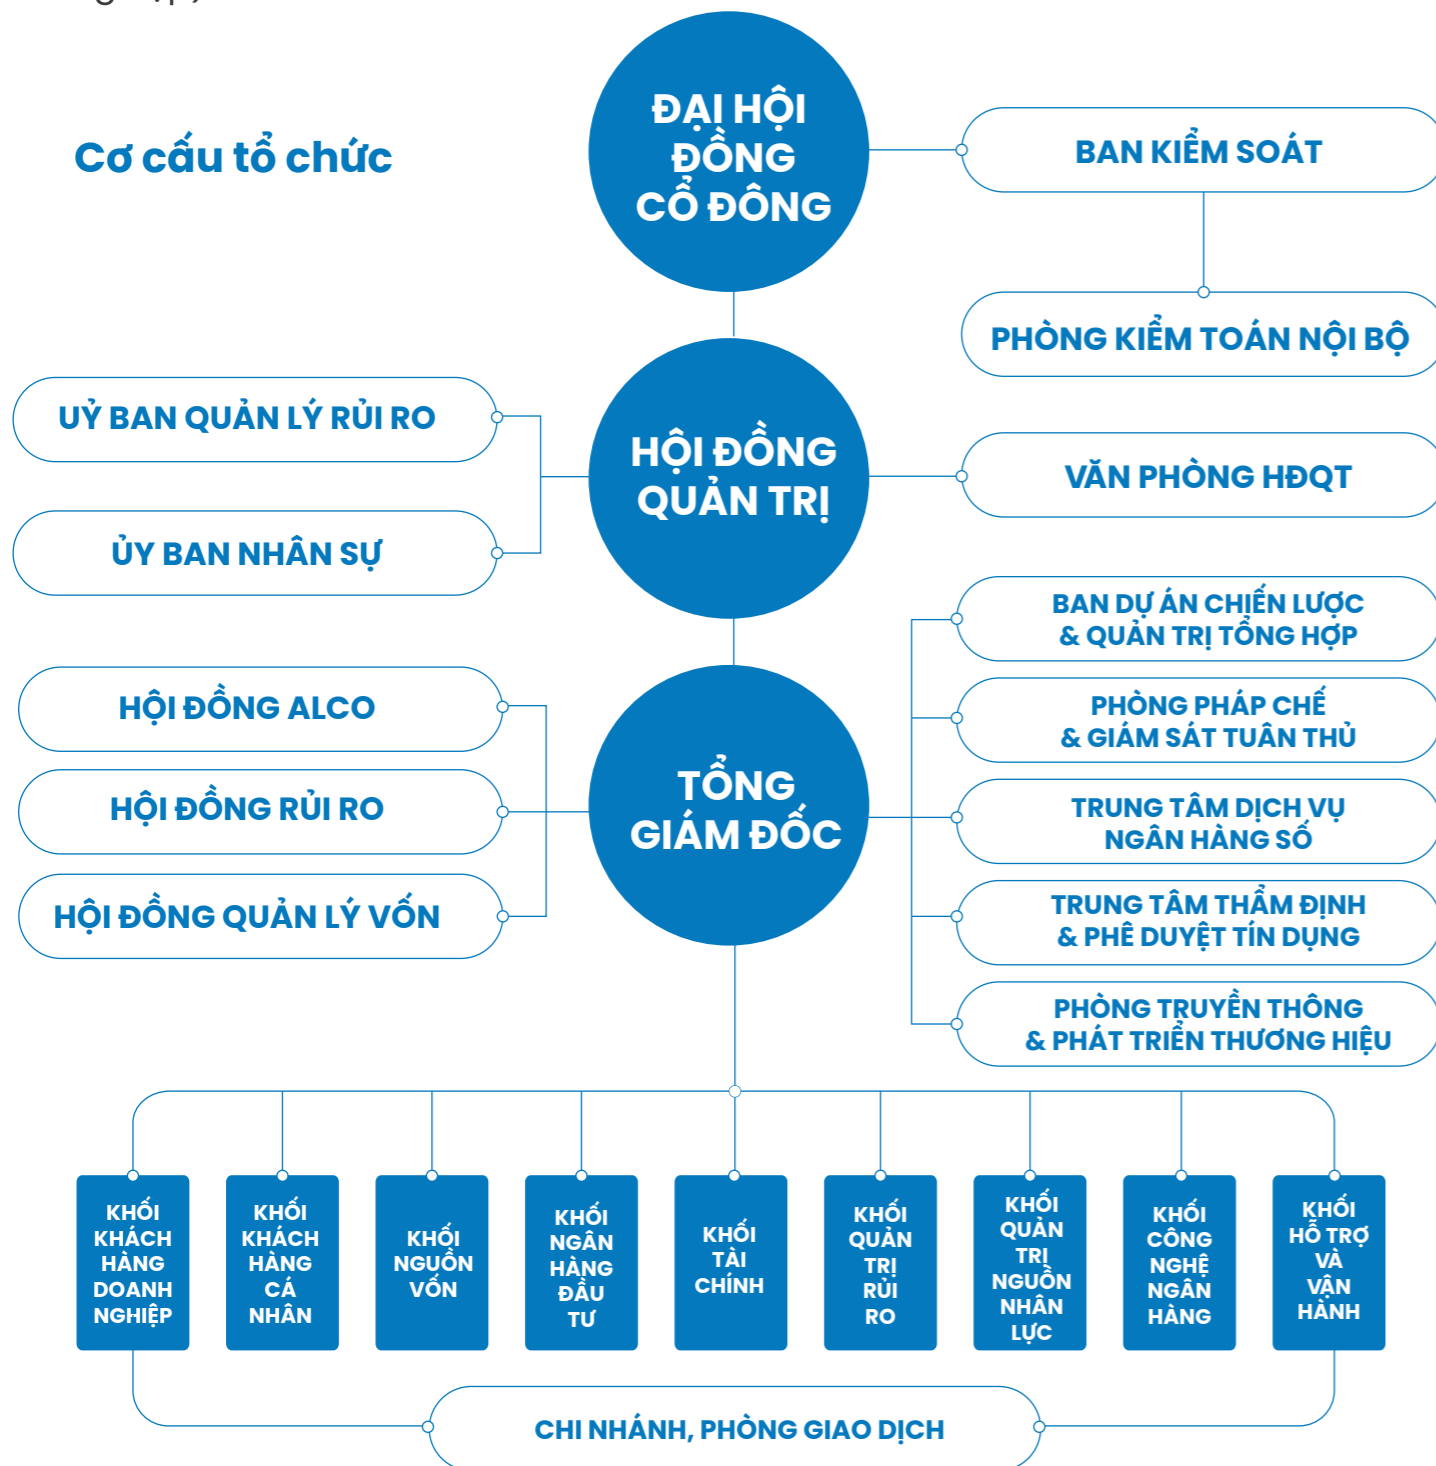 Cơ cấu tổ chức
ĐẠI HỘI
ĐỒNG
CỔ ĐÔNG
BAN KIỂM SOÁT
PHÒNG KIỂM TOÁN NỘI BỘ
UỶ BAN QUẢN LÝ RỦI RO
ỦY BAN NHÂN SỰ
HỘI ĐỒNG
QUẢN TRỊ
VĂN PHÒNG HĐQT
HỘI ĐỒNG ALCO
HỘI ĐỒNG RỦI RO
HỘI ĐỒNG QUẢN LÝ VỐN
TỔNG
GIÁM ĐỐC
BAN DỰ ÁN CHIẾN LƯỢC
& QUẢN TRỊ TỔNG HỢP
PHÒNG PHÁP CHẾ
& GIÁM SÁT TUÂN THỦ
TRUNG TÂM DỊCH VỤ
NGÂN HÀNG SỐ
TRUNG TÂM THẨM ĐỊNH
& PHÊ DUYỆT TÍN DỤNG
PHÒNG TRUYỀN THÔNG
& PHÁT TRIỂN THƯƠNG HIỆU
KHỐI
KHÁCH
HÀNG
DOANH
NGHIỆP
KHỐI
KHÁCH
HÀNG
CÁ
NHÂN
KHỐI
NGUỒN
VỐN
KHỐI
NGÂN
HÀNG
ĐẦU
TƯ
KHỐI
TÀI
CHÍNH
KHỐI
QUẢN
TRỊ
RỦI
RO
KHỐI
QUẢN
TRỊ
NGUỒN
NHÂN
LỰC
KHỐI
CÔNG
NGHỆ
NGÂN
HÀNG
KHỐI
HỖ TRỢ
VÀ
VẬN
HÀNH
CHI NHÁNH, PHÒNG GIAO DỊCH